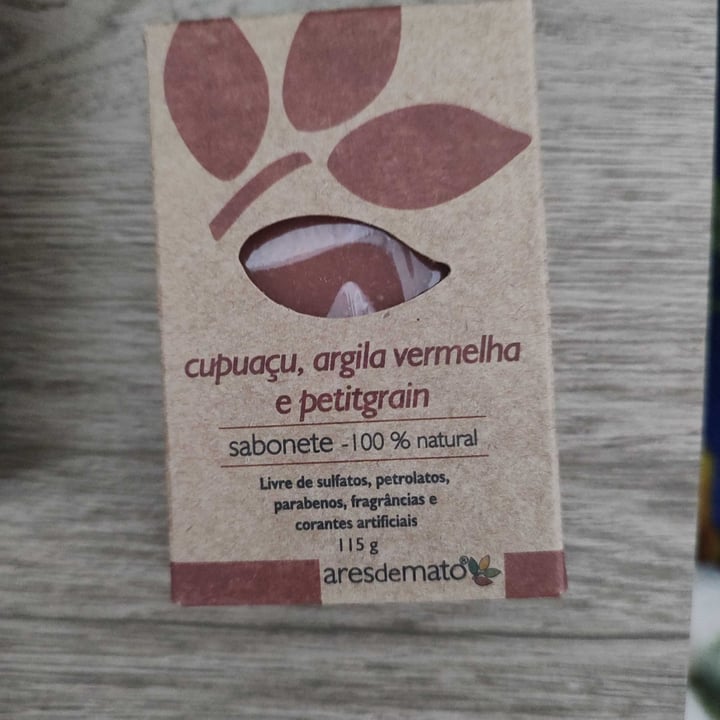 cupuaçu, argila vermelha
e petitgrain
sabonete -100 % natural
Livre de sulfatos, petrolatos,
parabenos, fragrâncias e
corantes artificiais
115 g
aresdemato®